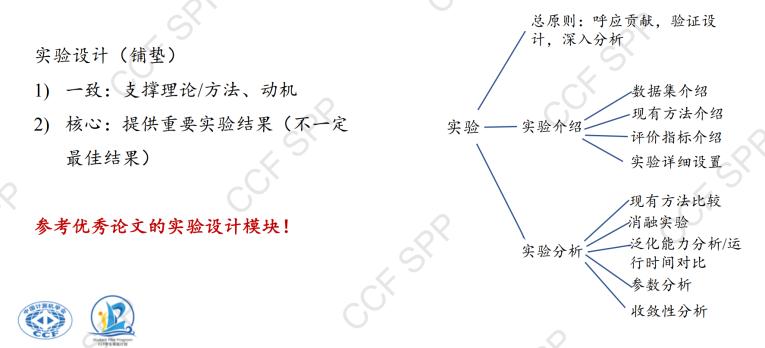 实验设计（铺垫）
1) 一致：支撑理论/方法、动机
2) 核心：提供重要实验结果（不一定
最佳结果）
参考优秀论文的实验设计模块！
总原则：呼应贡献，验证设
计，深入分析
实验
实验介绍
数据集介绍
现有方法介绍
评价指标介绍
实验详细设置
实验分析
现有方法比较
消融实验
泛化能力分析/运
行时间对比
参数分析
收敛性分析
CCF SPP
CCF SPP
CCF SPP
CCF SPP
CCF SPP
中国计算机学会
CCF